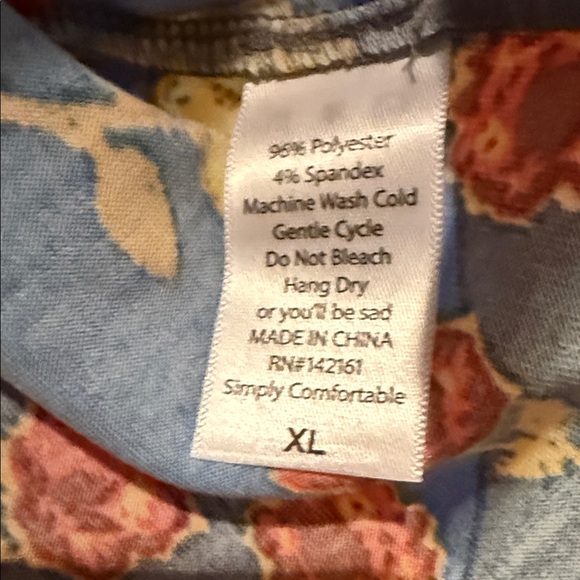 96% Polyester
4% Spandex
Machine Wash Cold
Gentle Cycle
Do Not Bleach
Hang Dry
or you'll be sad
MADE IN CHINA
RN#142161
Simply Comfortable
XL